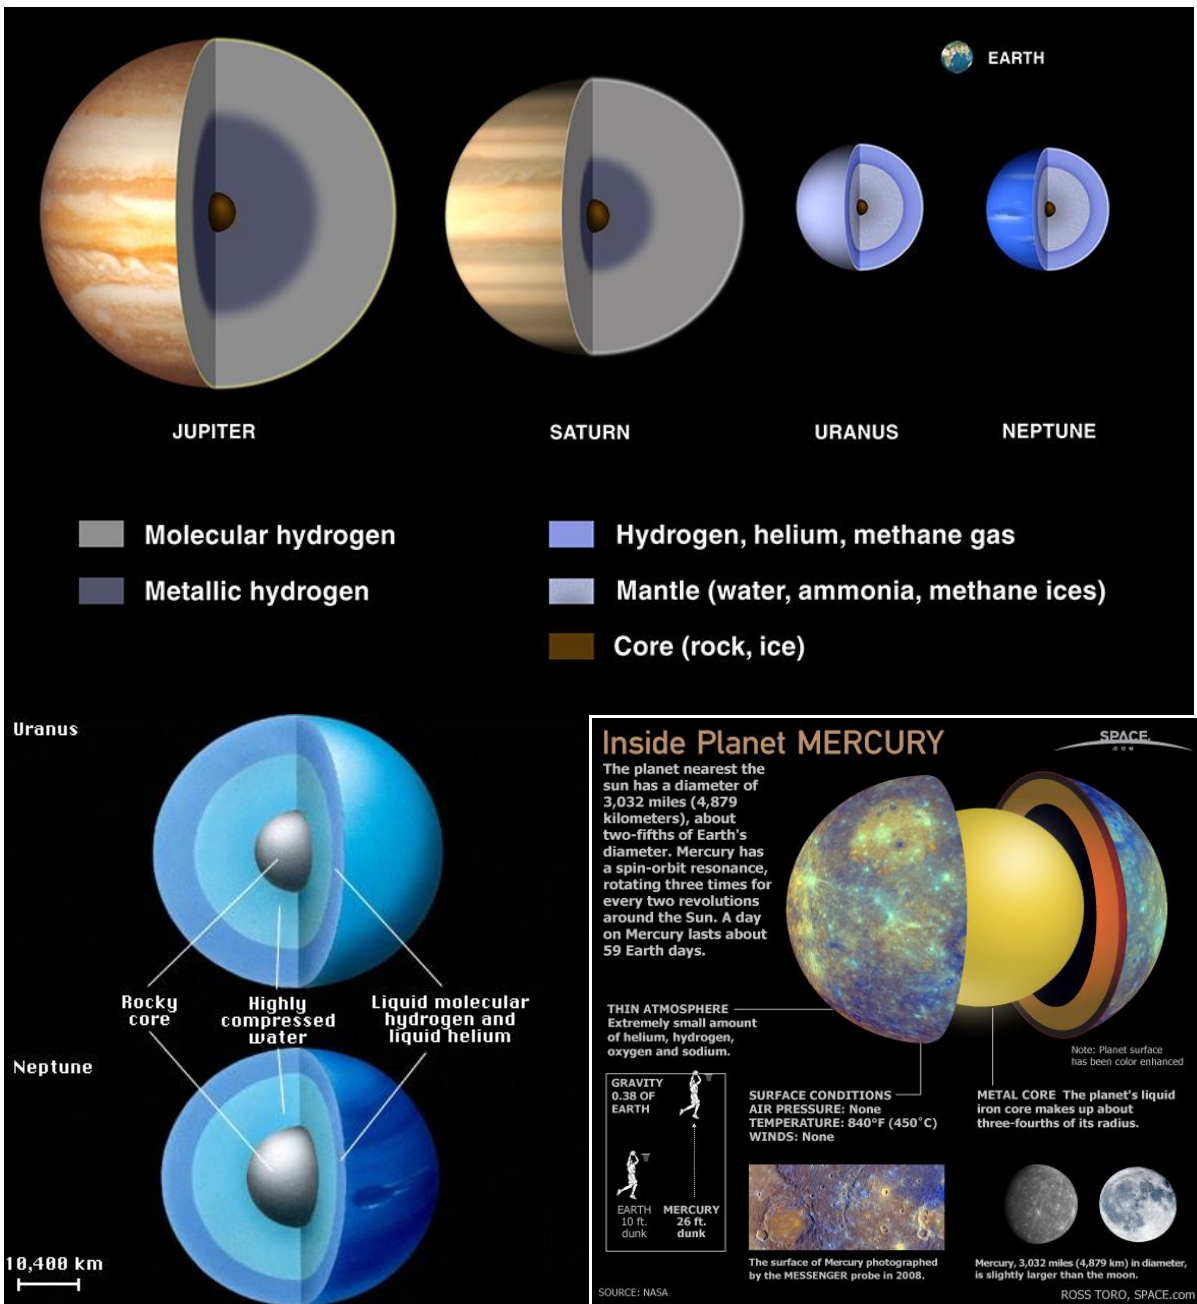 EARTH
JUPITER
SATURN
URANUS
NEPTUNE
Molecular hydrogen
Metallic hydrogen
Hydrogen, helium, methane gas
Mantle (water, ammonia, methane ices)
Core (rock, ice)
Uranus
Rocky
core
Highly
compressed
water
Liquid molecular
hydrogen and
liquid helium
Neptune
10,400 km
Inside Planet MERCURY
SPACE.
.COM
The planet nearest the
sun has a diameter of
3,032 miles (4,879
kilometers), about
two-fifths of Earth's
diameter. Mercury has
a spin-orbit resonance,
rotating three times for
every two revolutions
around the Sun. A day
on Mercury lasts about
59 Earth days.
THIN ATMOSPHERE
Extremely small amount
of helium, hydrogen,
oxygen and sodium.
Note: Planet surface
has been color enhanced
GRAVITY
0.38 OF
EARTH
EARTH
10 ft.
dunk
MERCURY
26 ft.
dunk
SURFACE CONDITIONS
AIR PRESSURE: None
TEMPERATURE: 840°F (450°C)
WINDS: None
METAL CORE The planet's liquid
iron core makes up about
three-fourths of its radius.
The surface of Mercury photographed
by the MESSENGER probe in 2008.
Mercury, 3,032 miles (4,879 km) in diameter,
is slightly larger than the moon.
SOURCE: NASA
ROSS TORO, SPACE.com